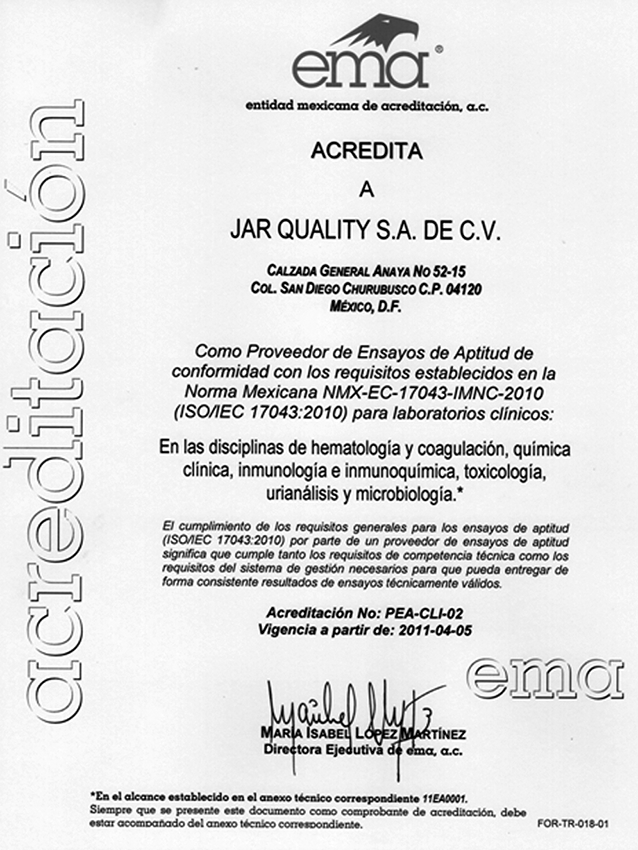 ema®
entidad mexicana de acreditación, a.c.
acreditación
ACREDITA
A
JAR QUALITY S.A. DE C.V.
CALZADA GENERAL ANAYA NO 52-15
COL. SAN DIEGO CHURUBUSCO C.P. 04120
MÉXICO, D.F.
Como Proveedor de Ensayos de Aptitud de
conformidad con los requisitos establecidos en la
Norma Mexicana NMX-EC-17043-IMNC-2010
(ISO/IEC 17043:2010) para laboratorios clínicos:
En las disciplinas de hematología y coagulación, química
clínica, inmunología e inmunoquímica, toxicología,
urianálisis y microbiología.*
El cumplimiento de los requisitos generales para los ensayos de aptitud
(ISO/IEC 17043:2010) por parte de un proveedor de ensayos de aptitud
significa que cumple tanto los requisitos de competencia técnica como los
requisitos del sistema de gestión necesarios para que pueda entregar de
forma consistente resultados de ensayos técnicamente válidos.
Acreditación No: PEA-CLI-02
Vigencia a partir de: 2011-04-05
ema
MARÍA ISABEL LÓPEZ MARTÍNEZ
Directora Ejecutiva de ema, a.c.
*En el alcance establecido en el anexo técnico correspondiente 11EA0001.
Siempre que se presente este documento como comprobante de acreditación, debe
estar acompañado del anexo técnico correspondiente.
FOR-TR-018-01